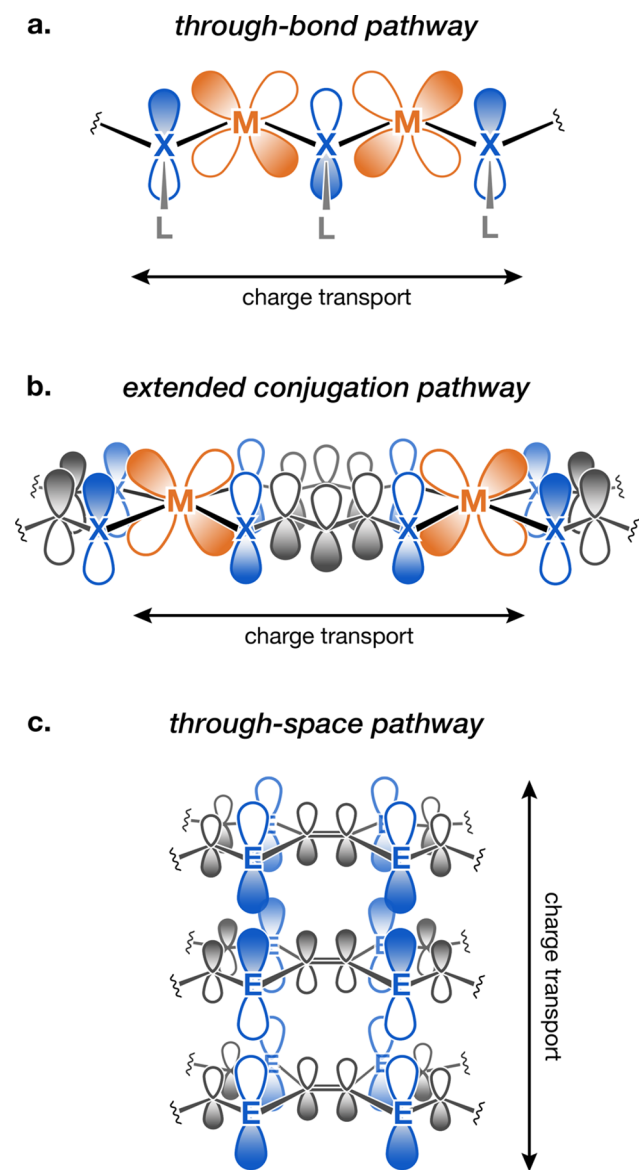 a. through-bond pathway
M M
X X X
L L L
charge transport
b. extended conjugation pathway
X X
M M
X X X X
charge transport
c. through-space pathway
E E
E E
E E
E E
E E
E E
charge transport